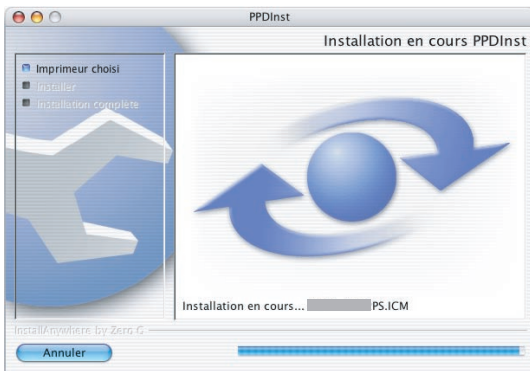 PPDInst
Installation en cours PPDInst
Imprimeur choisi
Installer
Installation complète
Installation en cours... PS.ICM
InstallAnywhere by Zero G
Annuler